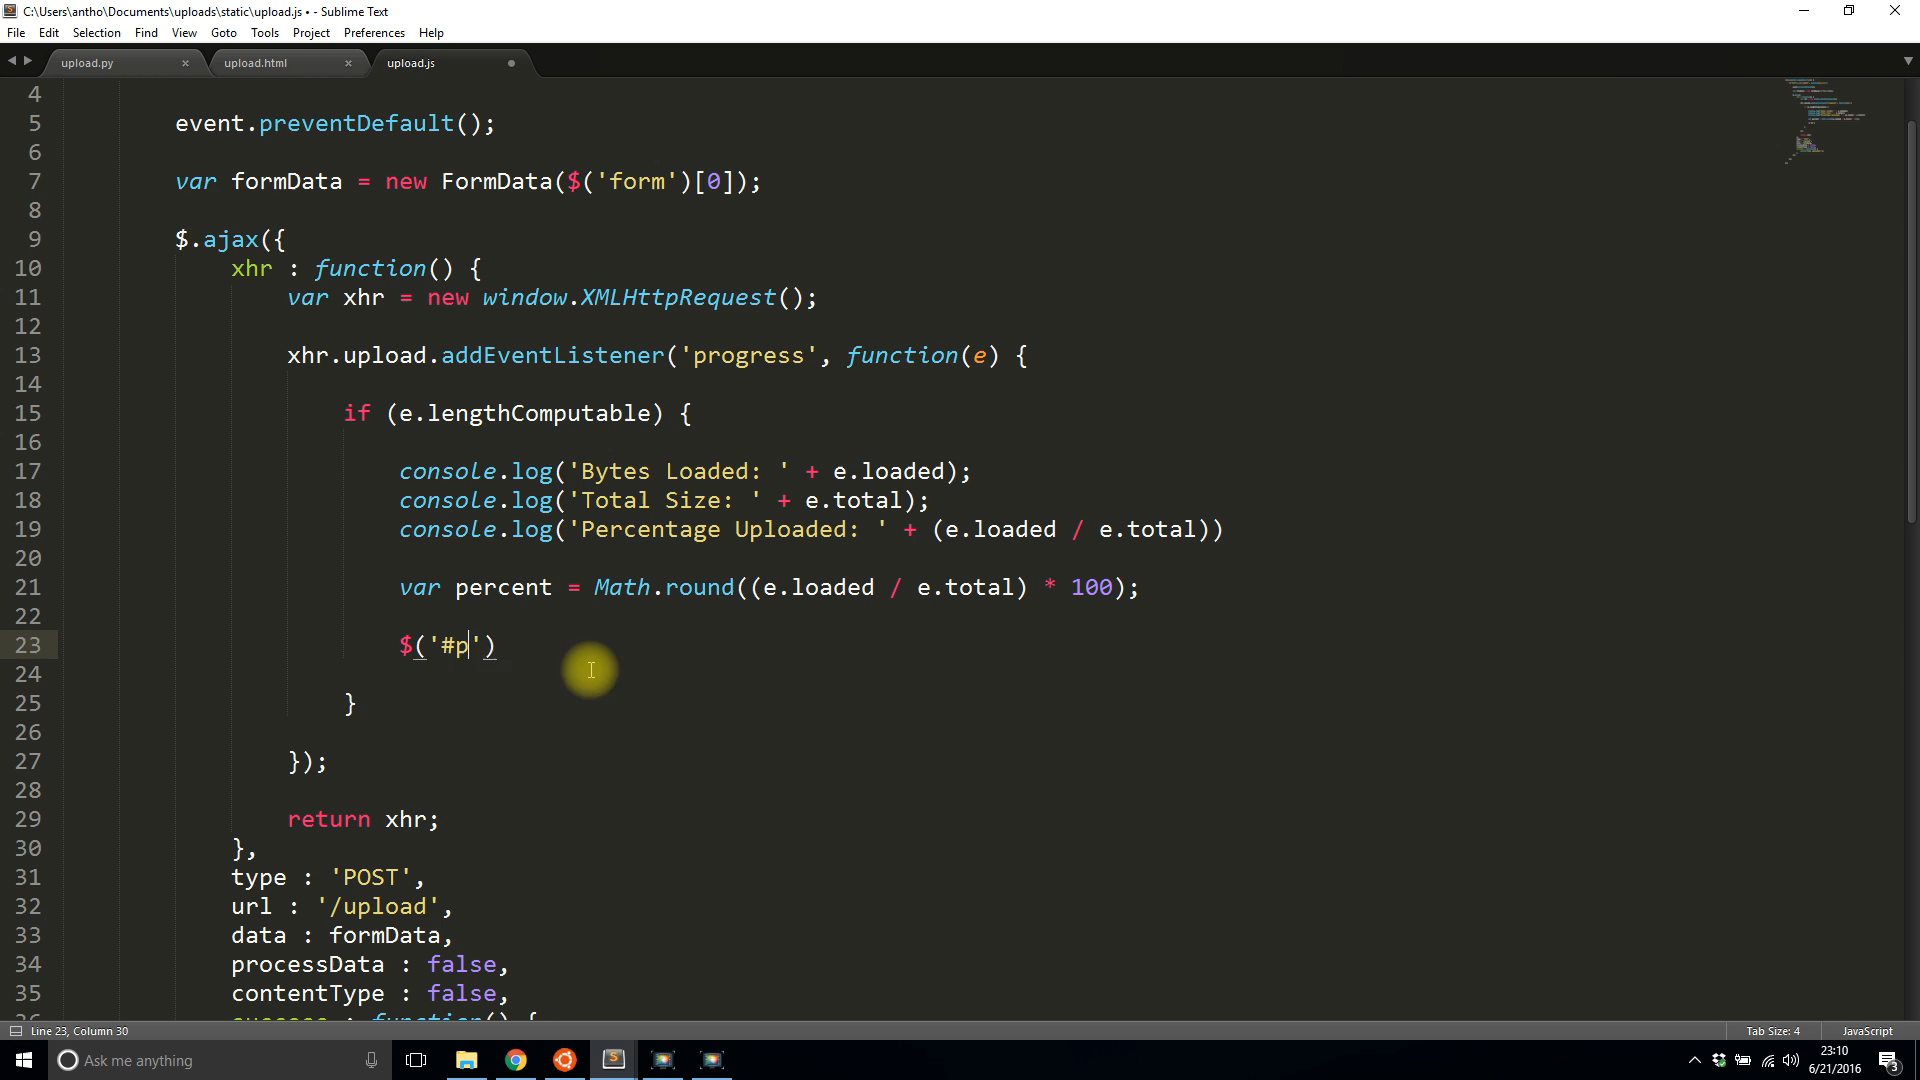 C:\Users\antho\Documents\uploads\static\upload.js • - Sublime Text
File Edit Selection Find View Goto Tools Project Preferences Help
upload.py × upload.html × upload.js
4
5 event.preventDefault();
6
7 var formData = new FormData($('form')[0]);
8
9 $.ajax({
10 xhr : function() {
11 var xhr = new window.XMLHttpRequest();
12
13 xhr.upload.addEventListener('progress', function(e) {
14
15 if (e.lengthComputable) {
16
17 console.log('Bytes Loaded: ' + e.loaded);
18 console.log('Total Size: ' + e.total);
19 console.log('Percentage Uploaded: ' + (e.loaded / e.total))
20
21 var percent = Math.round((e.loaded / e.total) * 100);
22
23 $('#p')
24
25 }
26
27 });
28
29 return xhr;
30 },
31 type : 'POST',
32 url : '/upload',
33 data : formData,
34 processData : false,
35 contentType : false,
36 success : function() {
Line 23, Column 30 Tab Size: 4 JavaScript
Ask me anything
23:10
6/21/2016
3